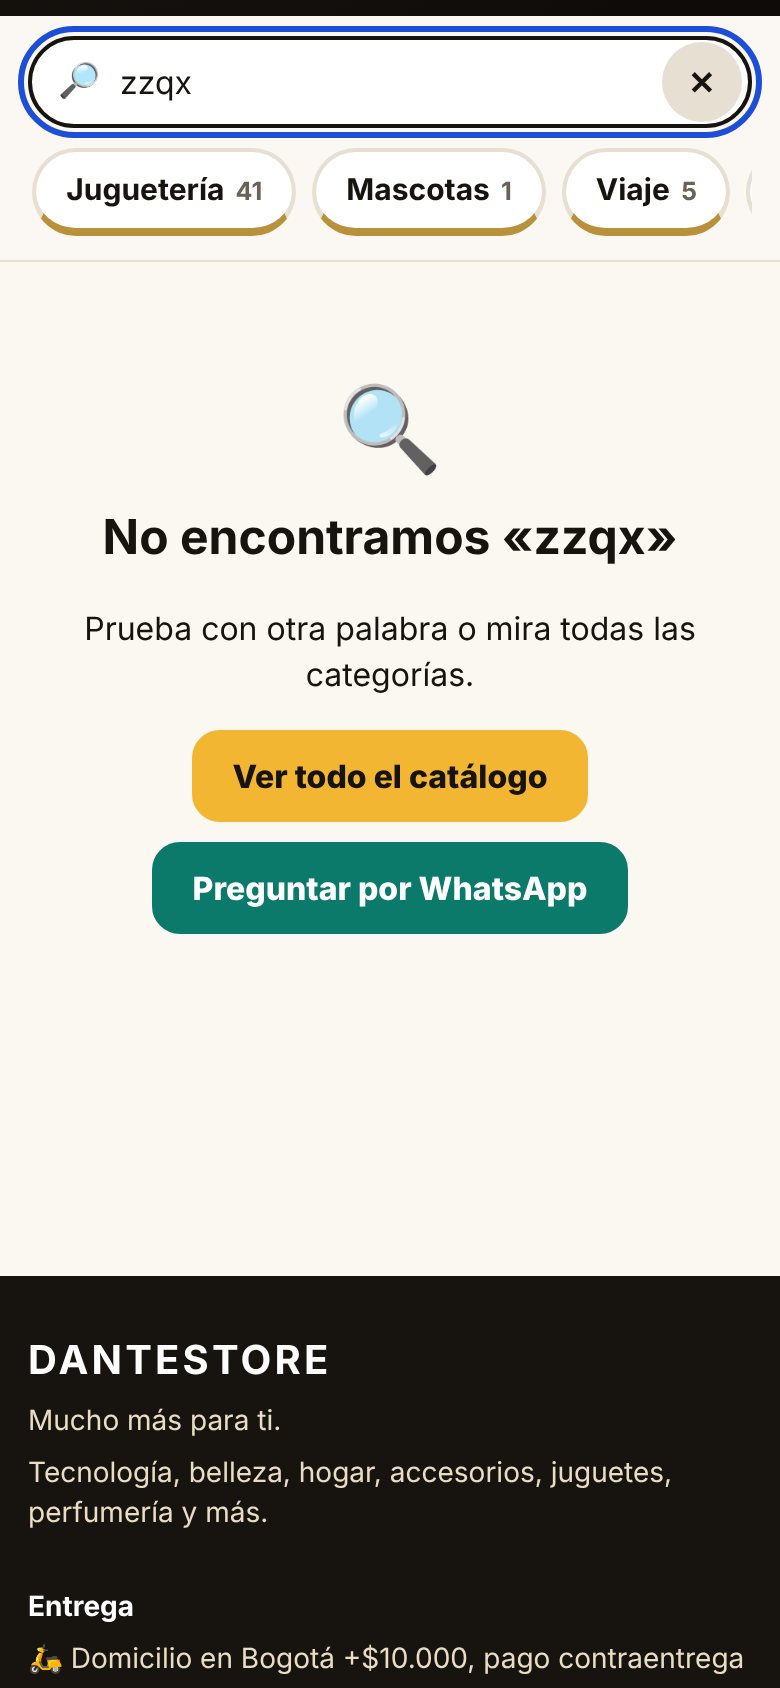 zzqx
Juguetería 41 Mascotas 1 Viaje 5
No encontramos «zzqx»
Prueba con otra palabra o mira todas las
categorías.
Ver todo el catálogo
Preguntar por WhatsApp
DANTESTORE
Mucho más para ti.
Tecnología, belleza, hogar, accesorios, juguetes,
perfumería y más.
Entrega
🛵 Domicilio en Bogotá +$10.000, pago contraentrega